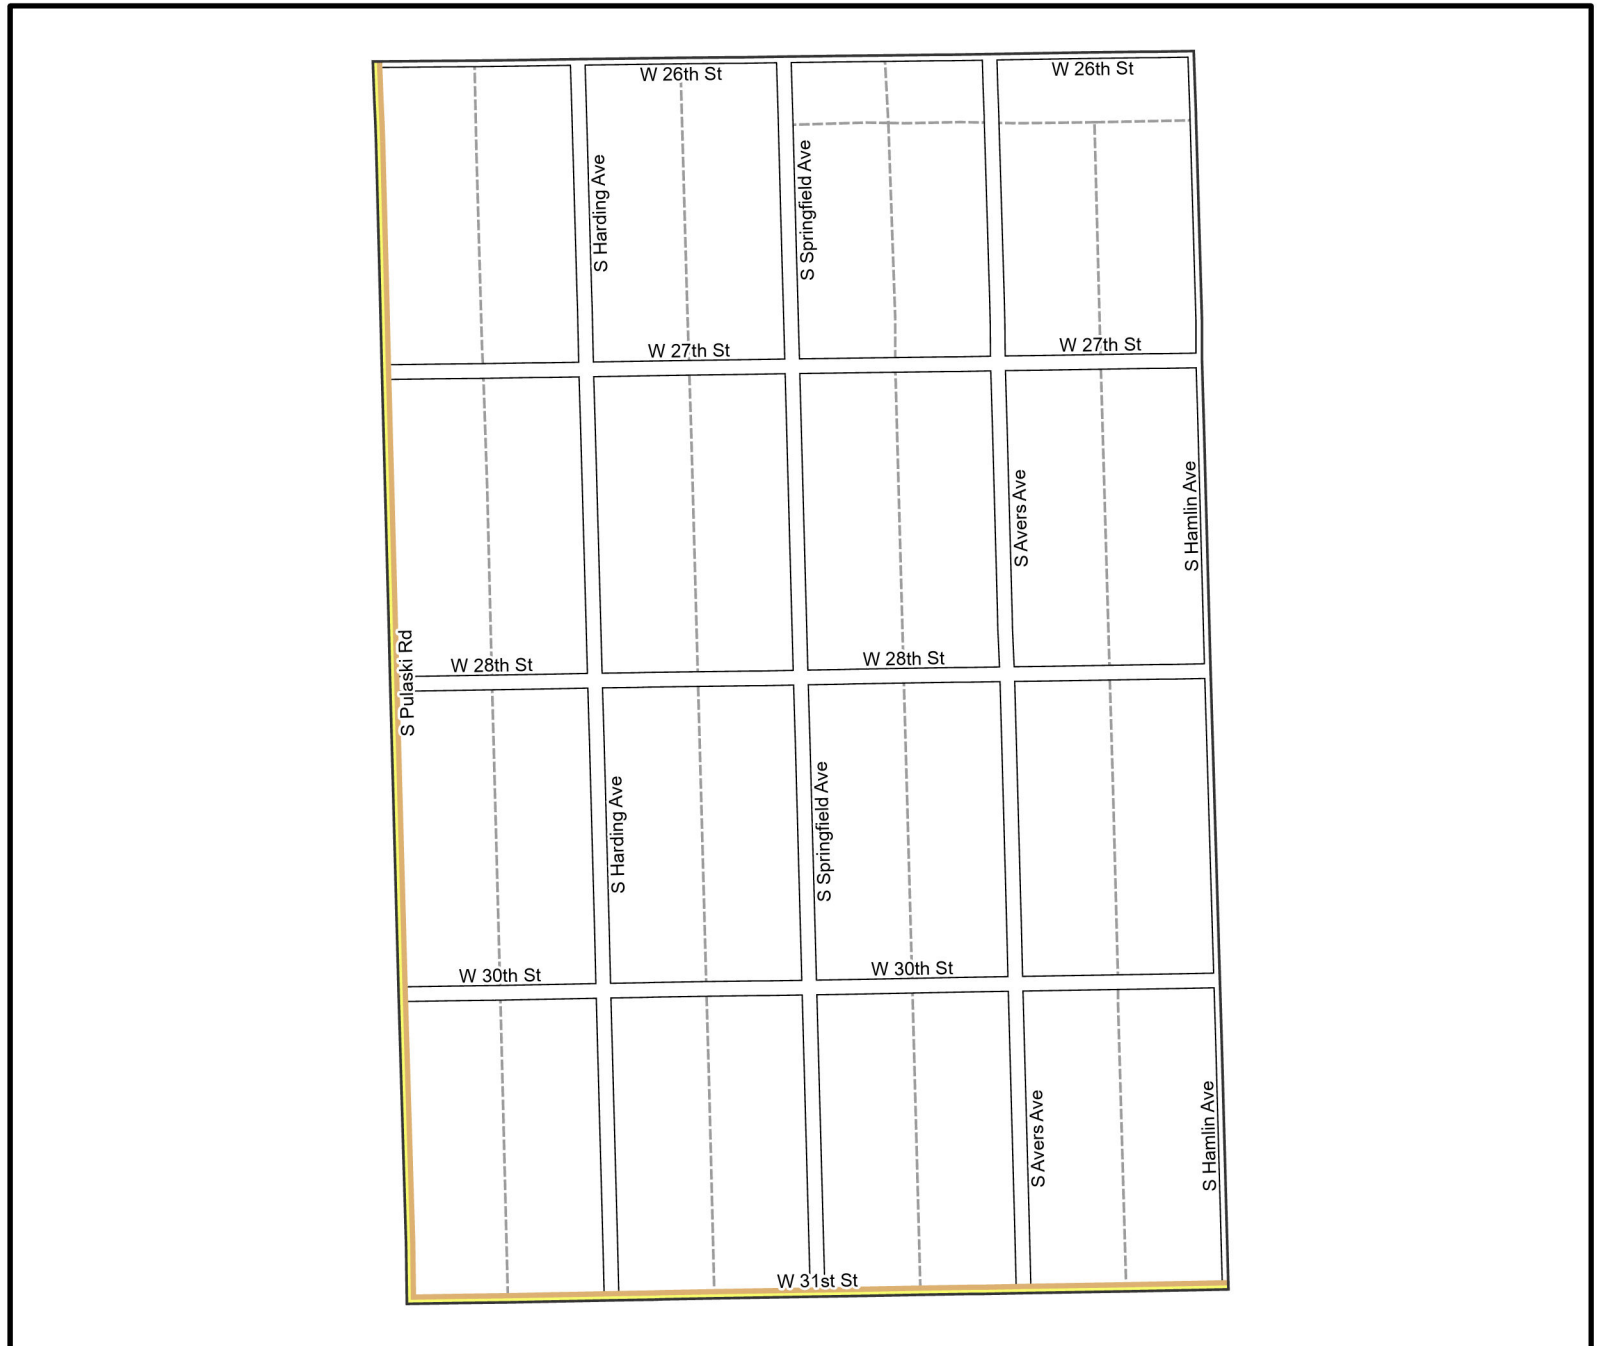 W 26th St
W 26th St
S Harding Ave
S Springfield Ave
W 27th St
W 27th St
S Avers Ave
S Hamlin Ave
S Pulaski Rd
W 28th St
W 28th St
S Harding Ave
S Springfield Ave
W 30th St
W 30th St
S Avers Ave
S Hamlin Ave
W 31st St